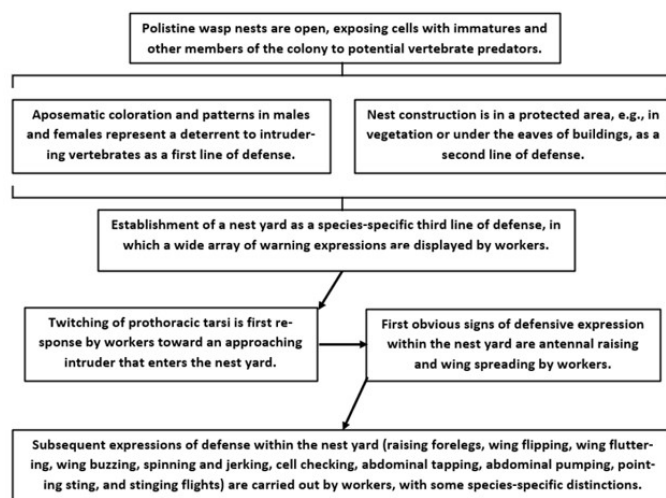 Polistine wasp nests are open, exposing cells with immatures and
other members of the colony to potential vertebrate predators.
Aposematic coloration and patterns in males
and females represent a deterrent to intrud-
ering vertebrates as a first line of defense.
Nest construction is in a protected area, e.g., in
vegetation or under the eaves of buildings, as a
second line of defense.
Establishment of a nest yard as a species-specific third line of defense, in
which a wide array of warning expressions are displayed by workers.
Twitching of prothoracic tarsi is first re-
sponse by workers toward an approaching
intruder that enters the nest yard.
First obvious signs of defensive expression
within the nest yard are antennal raising
and wing spreading by workers.
Subsequent expressions of defense within the nest yard (raising forelegs, wing flipping, wing flutter-
ing, wing buzzing, spinning and jerking, cell checking, abdominal tapping, abdominal pumping, point-
ing sting, and stinging flights) are carried out by workers, with some species-specific distinctions.